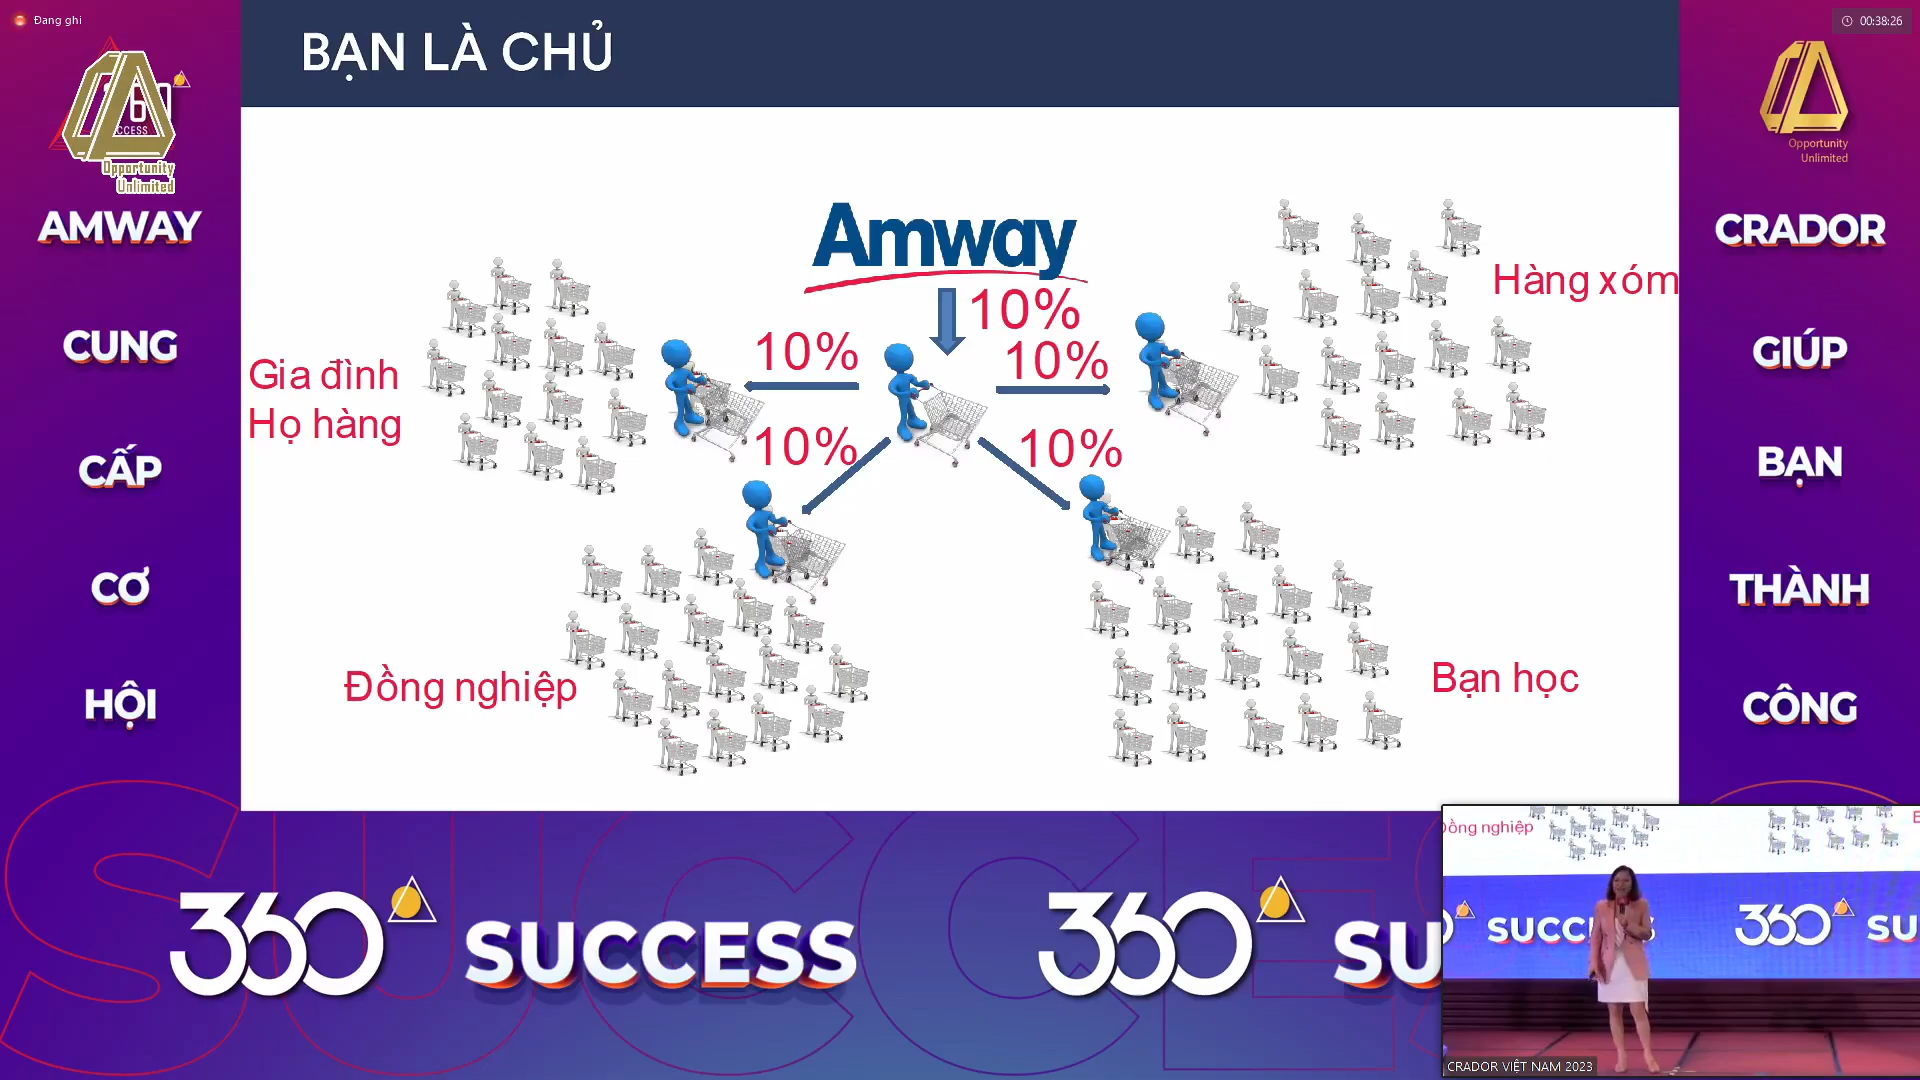 Đang ghi
00:38:26
BẠN LÀ CHỦ
Opportunity
Unlimited
Opportunity
Unlimited
AMWAY
CUNG
CẤP
CƠ
HỘI
CRADOR
GIÚP
BẠN
THÀNH
CÔNG
Amway
10%
10%
10%
10%
10%
Gia đình
Họ hàng
Hàng xóm
Đồng nghiệp
Bạn học
SUCCES
360 SUCCESS
360 SU
Đồng nghiệp
SUCC S
360 SU
CRADOR VIỆT NAM 2023